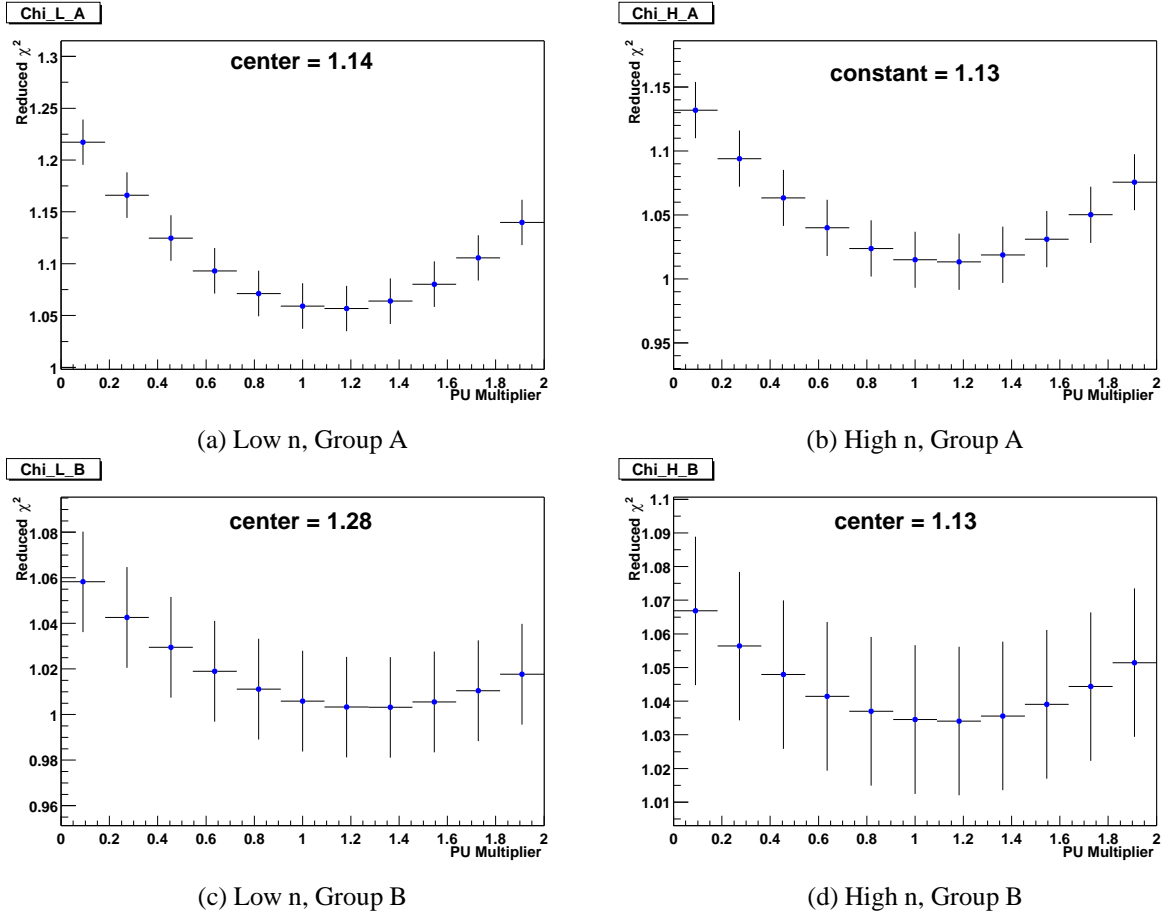 Chi_L_A
Reduced χ²
center = 1.14
1.3
1.25
1.2
1.15
1.1
1.05
1
0 0.2 0.4 0.6 0.8 1 1.2 1.4 1.6 1.8 2
PU Multiplier
(a) Low n, Group A
Chi_H_A
Reduced χ²
constant = 1.13
1.15
1.1
1.05
1
0.95
0 0.2 0.4 0.6 0.8 1 1.2 1.4 1.6 1.8 2
PU Multiplier
(b) High n, Group A
Chi_L_B
Reduced χ²
center = 1.28
1.08
1.06
1.04
1.02
1
0.98
0.96
0 0.2 0.4 0.6 0.8 1 1.2 1.4 1.6 1.8 2
PU Multiplier
(c) Low n, Group B
Chi_H_B
Reduced χ²
center = 1.13
1.1
1.09
1.08
1.07
1.06
1.05
1.04
1.03
1.02
1.01
0 0.2 0.4 0.6 0.8 1 1.2 1.4 1.6 1.8 2
PU Multiplier
(d) High n, Group B